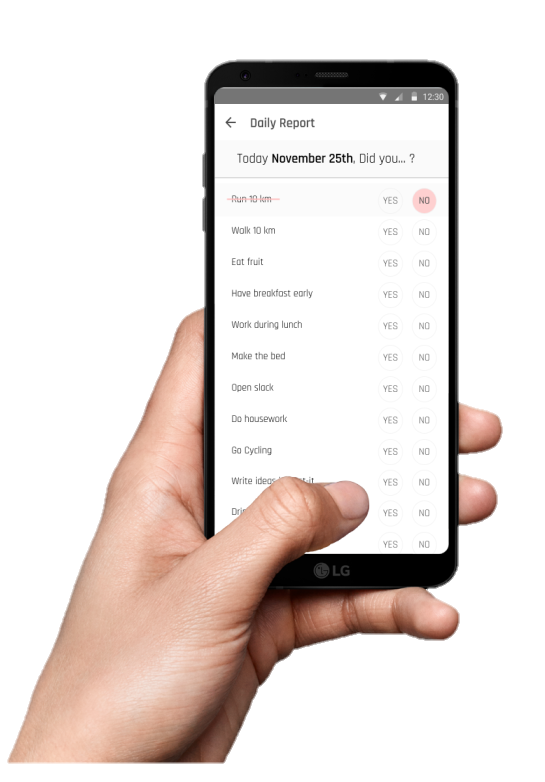 12:30
Daily Report
Today November 25th, Did you... ?
Run 10 km YES NO
Walk 10 km YES NO
Eat fruit YES NO
Have breakfast early YES NO
Work during lunch YES NO
Make the bed YES NO
Open slack YES NO
Do housework YES NO
Go Cycling YES NO
Write ideas YES NO
YES NO
YES NO
LG